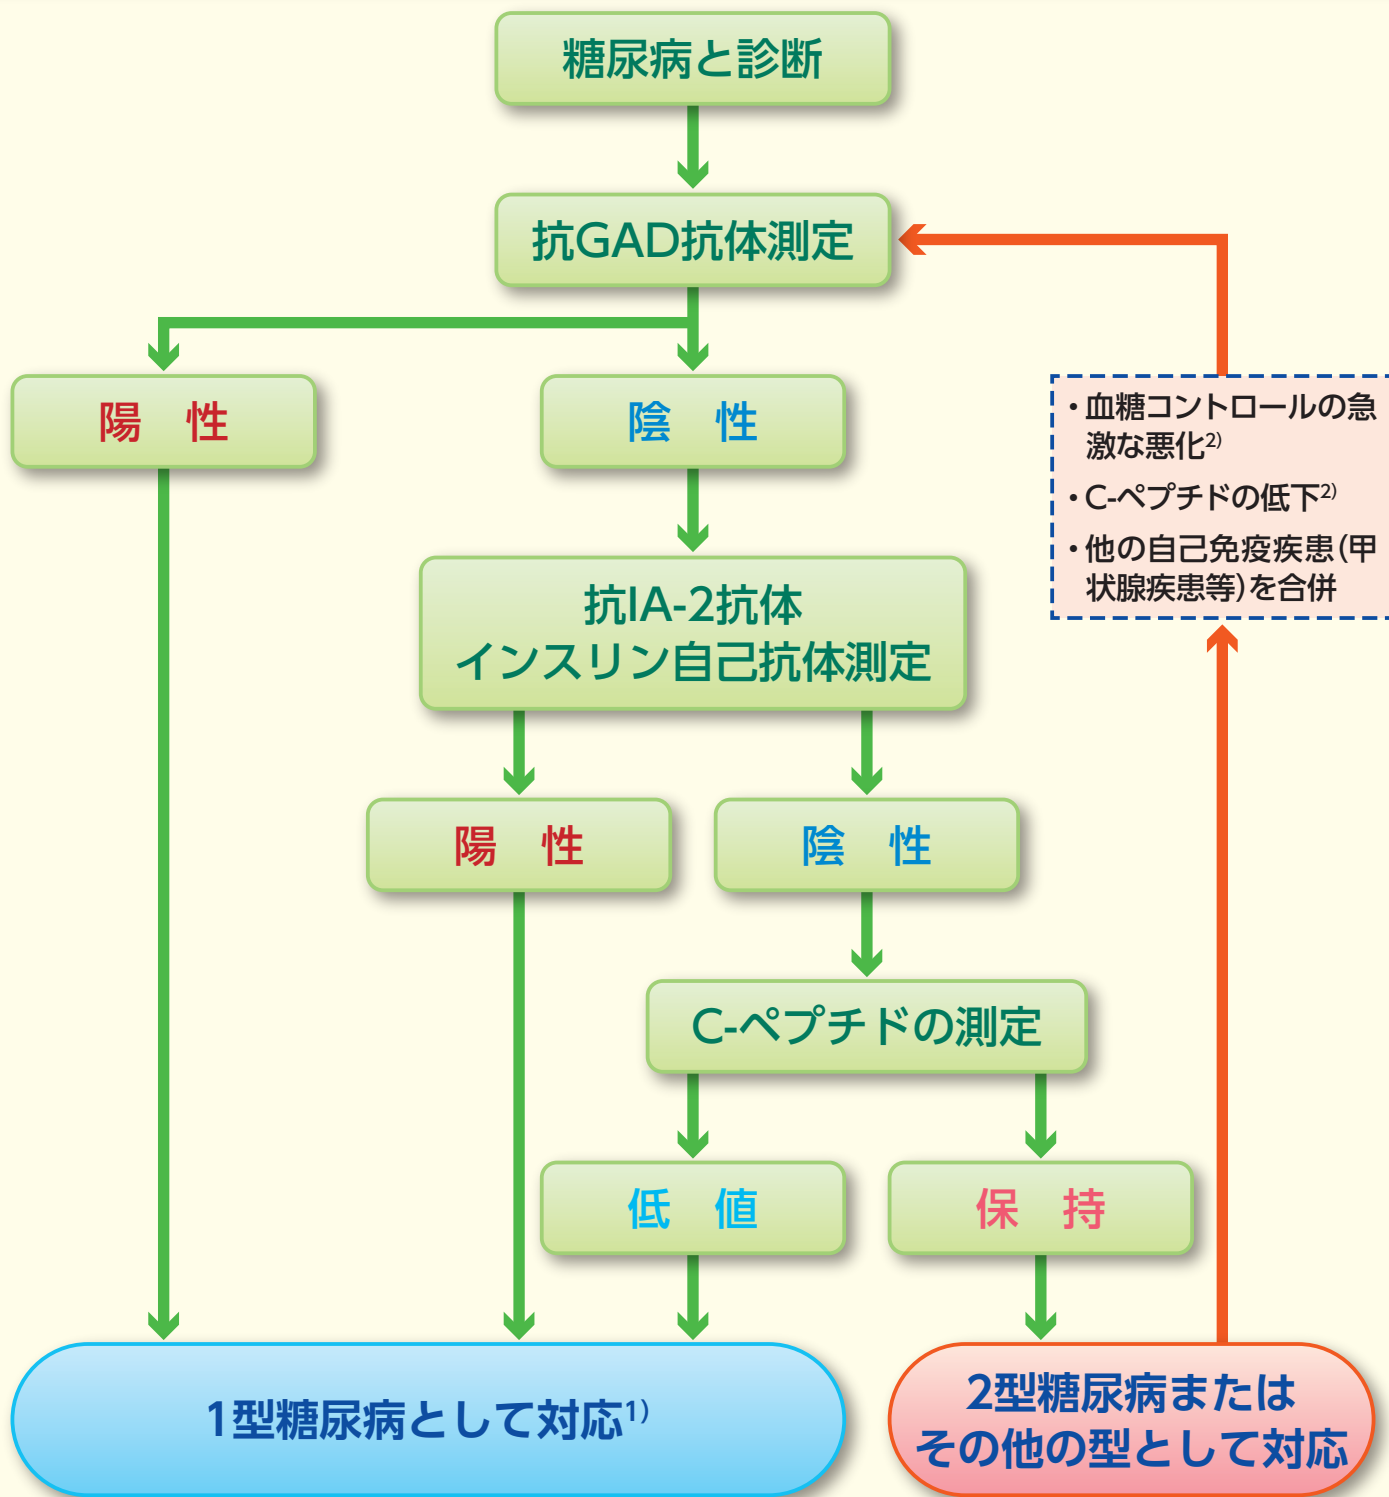 糖尿病と診断
抗GAD抗体測定
陽 性
陰 性
・血糖コントロールの急
激な悪化2)
・C-ペプチドの低下2)
・他の自己免疫疾患(甲
状腺疾患等)を合併
抗IA-2抗体
インスリン自己抗体測定
陽 性
陰 性
C-ペプチドの測定
低 値
保 持
1型糖尿病として対応1)
2型糖尿病または
その他の型として対応